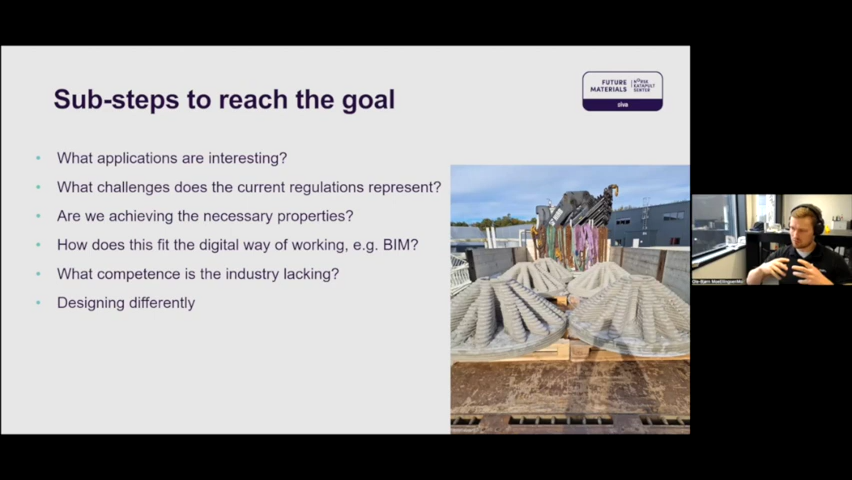 Sub-steps to reach the goal
FUTURE
MATERIALS
NORSK
KATAPULT
SENTER
siva
• What applications are interesting?
• What challenges does the current regulations represent?
• Are we achieving the necessary properties?
• How does this fit the digital way of working, e.g. BIM?
• What competence is the industry lacking?
• Designing differently